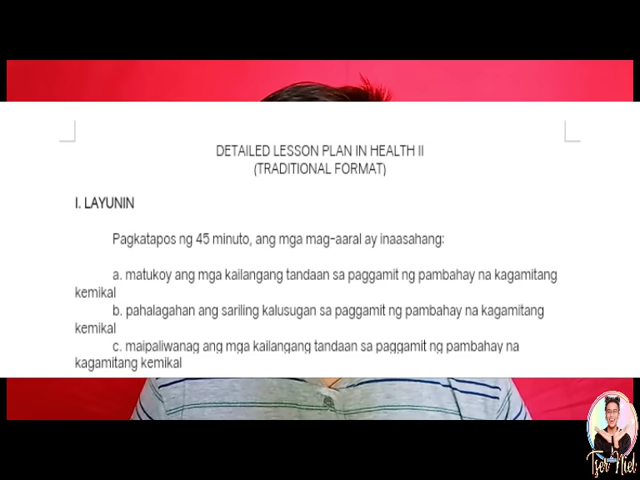 DETAILED LESSON PLAN IN HEALTH II
(TRADITIONAL FORMAT)
I. LAYUNIN
Pagkatapos ng 45 minuto, ang mga mag-aaral ay inaasahang:
a. matukoy ang mga kailangang tandaan sa paggamit ng pambahay na kagamitang
kemikal
b. pahalagahan ang sariling kalusugan sa paggamit ng pambahay na kagamitang
kemikal
c. maipaliwanag ang mga kailangang tandaan sa paggamit ng pambahay na
kagamitang kemikal
Tser Niel